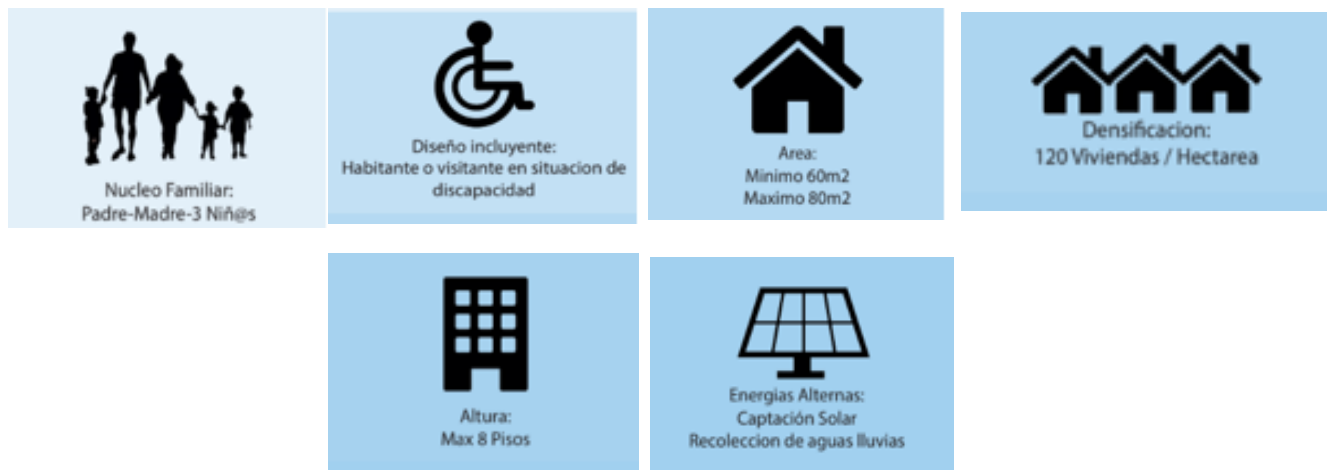 Nucleo Familiar:
Padre-Madre-3 Niñ@s
Diseño incluyente:
Habitante o visitante en situacion de
discapacidad
Area:
Minimo 60m2
Maximo 80m2
Densificacion:
120 Viviendas / Hectarea
Altura:
Max 8 Pisos
Energias Alternas:
Captación Solar
Recoleccion de aguas lluvias